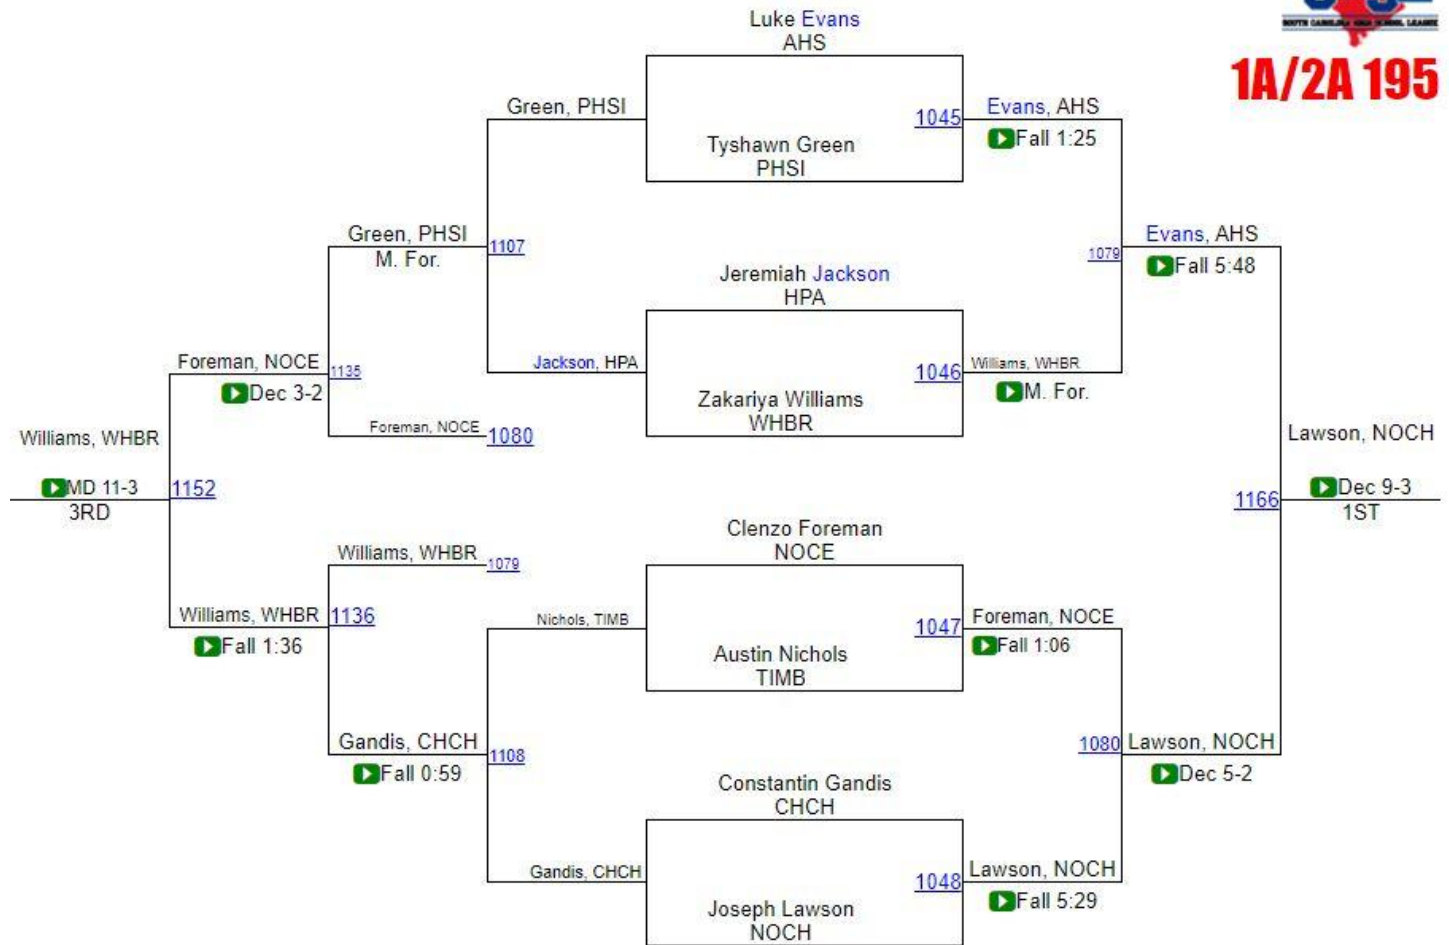 SOUTH CAROLINA HIGH SCHOOL LEAGUE
1A/2A 195
Luke Evans
AHS
Green, PHSI
1045
Evans, AHS
Fall 1:25
Tyshawn Green
PHSI
Green, PHSI
M. For.
1107
1079
Evans, AHS
Fall 5:48
Jeremiah Jackson
HPA
Foreman, NOCE
Dec 3-2
1135
Jackson, HPA
1046
Williams, WHBR
M. For.
Zakariya Williams
WHBR
Foreman, NOCE
1080
Williams, WHBR
MD 11-3
3RD
1152
Lawson, NOCH
1166
Dec 9-3
1ST
Clenzo Foreman
NOCE
Williams, WHBR
1079
Williams, WHBR
Fall 1:36
1136
Nichols, TIMB
1047
Foreman, NOCE
Fall 1:06
Austin Nichols
TIMB
Gandis, CHCH
Fall 0:59
1108
1080
Lawson, NOCH
Dec 5-2
Constantin Gandis
CHCH
Gandis, CHCH
1048
Lawson, NOCH
Fall 5:29
Joseph Lawson
NOCH